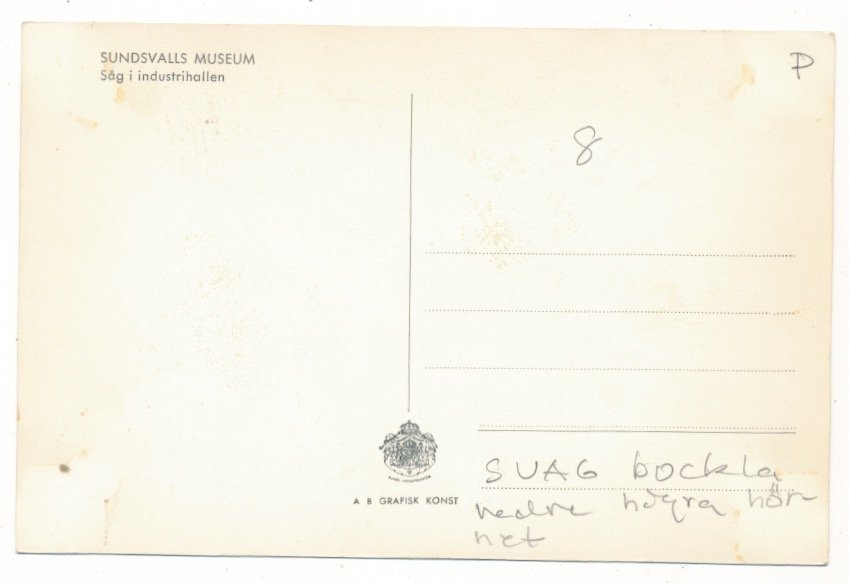 SUNDSVALLS MUSEUM
Såg i industrihallen
P
8
A B GRAFISK KONST
SVAG bockla
nedre högra hör
net